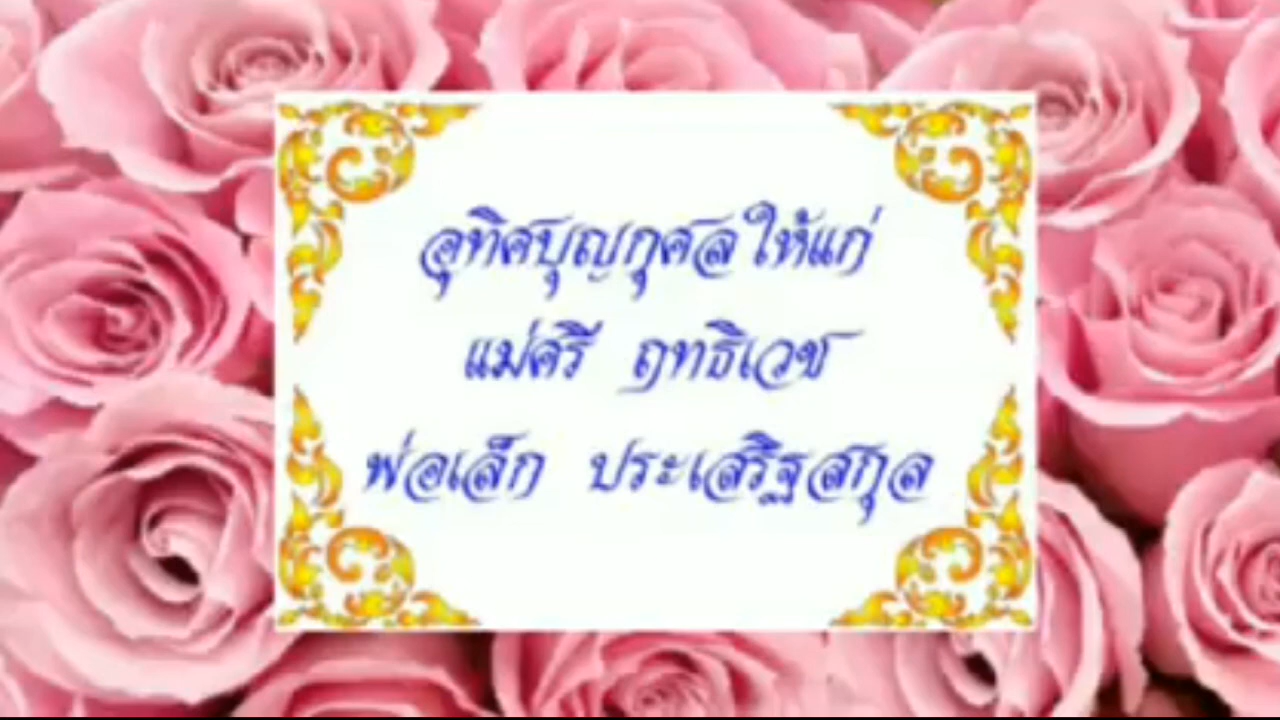 อุทิศบุญกุศล ให้แก่
แม่ศรี ฤทธิเวช
พ่อเล็ก ประเสริฐสกุล